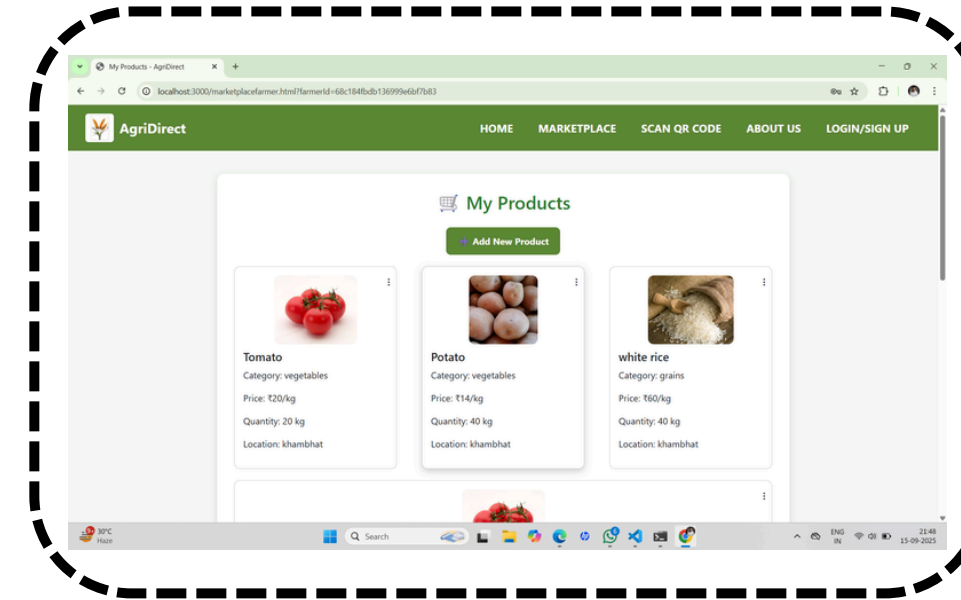 My Products - AgriDirect
localhost:3000/marketplacefarmer.html?farmerId=68c184fbdb136999e6bf7b83
AgriDirect HOME MARKETPLACE SCAN QR CODE ABOUT US LOGIN/SIGN UP
My Products
Add New Product
Tomato Potato white rice
Category: vegetables Category: vegetables Category: grains
Price: ₹20/kg Price: ₹14/kg Price: ₹60/kg
Quantity: 20 kg Quantity: 40 kg Quantity: 40 kg
Location: khambhat Location: khambhat Location: khambhat
30°C Search ENG 21:48
Haze IN 15-09-2025